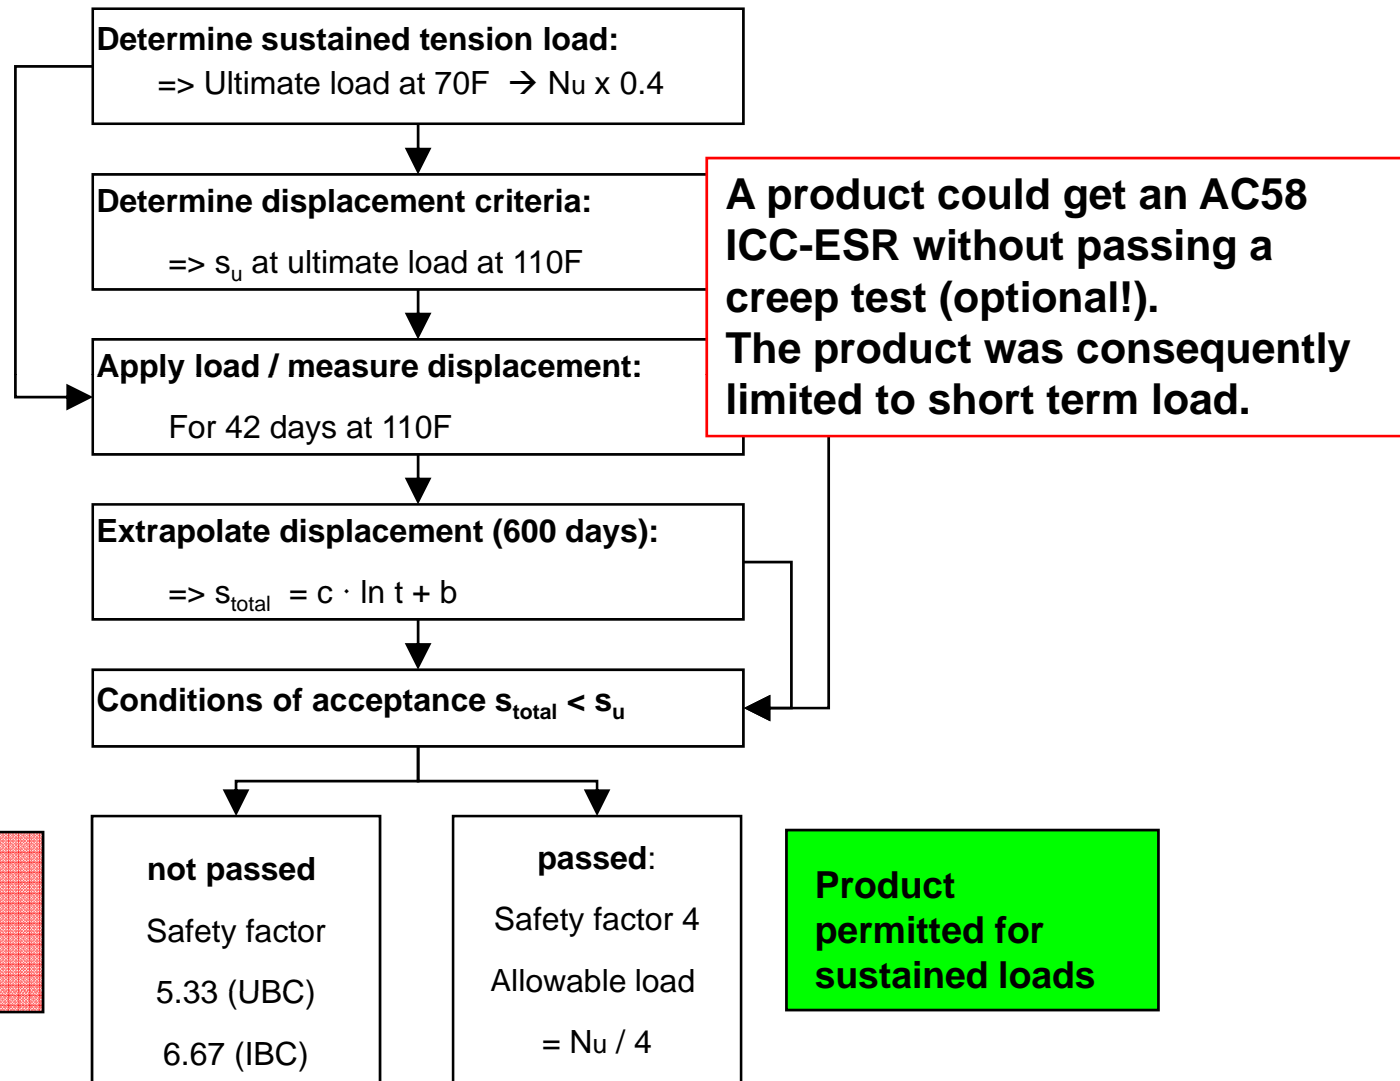 Determine sustained tension load:
=> Ultimate load at 70F → Nu x 0.4
Determine displacement criteria:
=> su at ultimate load at 110F
A product could get an AC58
ICC-ESR without passing a
creep test (optional!).
The product was consequently
limited to short term load.
Apply load / measure displacement:
For 42 days at 110F
Extrapolate displacement (600 days):
=> stotal = c · ln t + b
Conditions of acceptance stotal < su
not passed
Safety factor
5.33 (UBC)
6.67 (IBC)
passed:
Safety factor 4
Allowable load
= Nu / 4
Product
permitted for
sustained loads